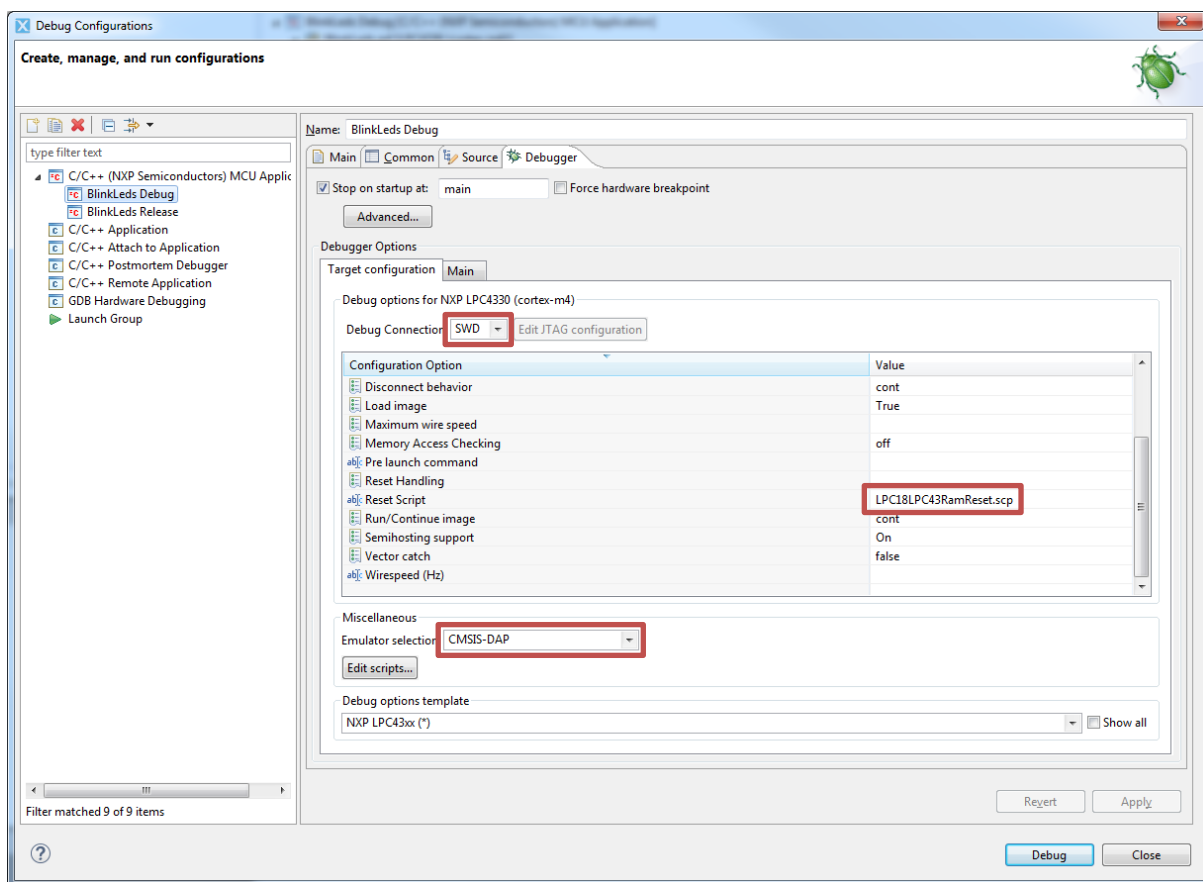 Debug Configurations
Create, manage, and run configurations
type filter text
C/C++ (NXP Semiconductors) MCU Applic
BlinkLeds Debug
BlinkLeds Release
C/C++ Application
C/C++ Attach to Application
C/C++ Postmortem Debugger
C/C++ Remote Application
GDB Hardware Debugging
Launch Group
Filter matched 9 of 9 items
Name: BlinkLeds Debug
Main Common Source Debugger
Stop on startup at: main Force hardware breakpoint
Advanced...
Debugger Options
Target configuration Main
Debug options for NXP LPC4330 (cortex-m4)
Debug Connection SWD Edit JTAG configuration
Configuration Option Value
Disconnect behavior cont
Load image True
Maximum wire speed
Memory Access Checking off
Pre launch command
Reset Handling
Reset Script LPC18LPC43RamReset.scp
Run/Continue image cont
Semihosting support On
Vector catch false
Wirespeed (Hz)
Miscellaneous
Emulator selection CMSIS-DAP
Edit scripts...
Debug options template
NXP LPC43xx (*) Show all
Revert Apply
Debug Close